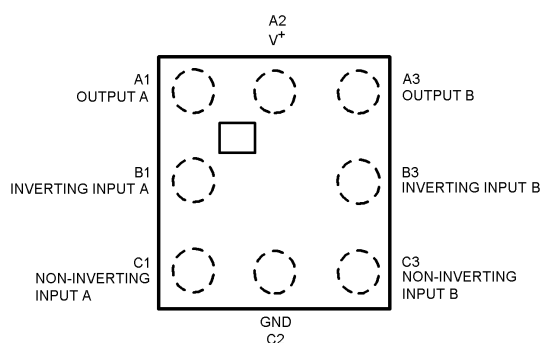 A2
V+
A1
OUTPUT A
A3
OUTPUT B
B1
INVERTING INPUT A
B3
INVERTING INPUT B
C1
NON-INVERTING
INPUT A
C3
NON-INVERTING
INPUT B
GND
C2